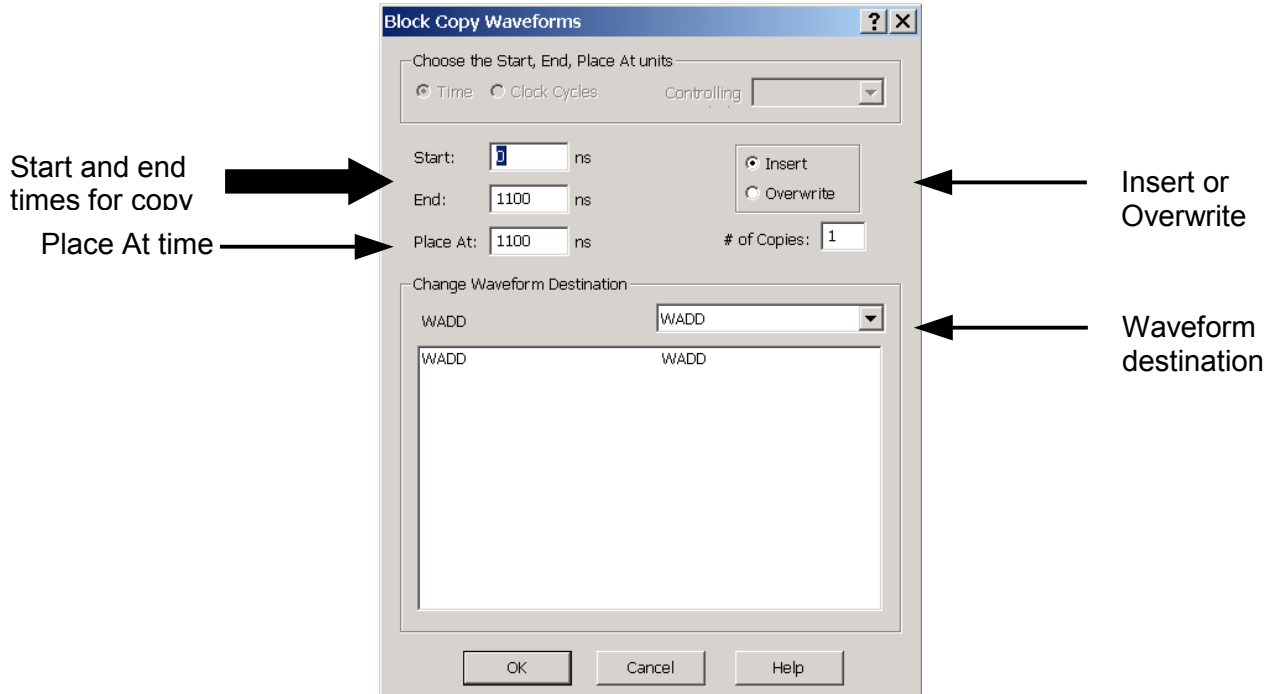 Block Copy Waveforms
Choose the Start, End, Place At units
Time Clock Cycles Controlling
Start: 0 ns
End: 1100 ns
Place At: 1100 ns
Insert
Overwrite
# of Copies: 1
Change Waveform Destination
WADD WADD
WADD WADD
OK Cancel Help
Start and end
times for copy
Place At time
Insert or
Overwrite
Waveform
destination